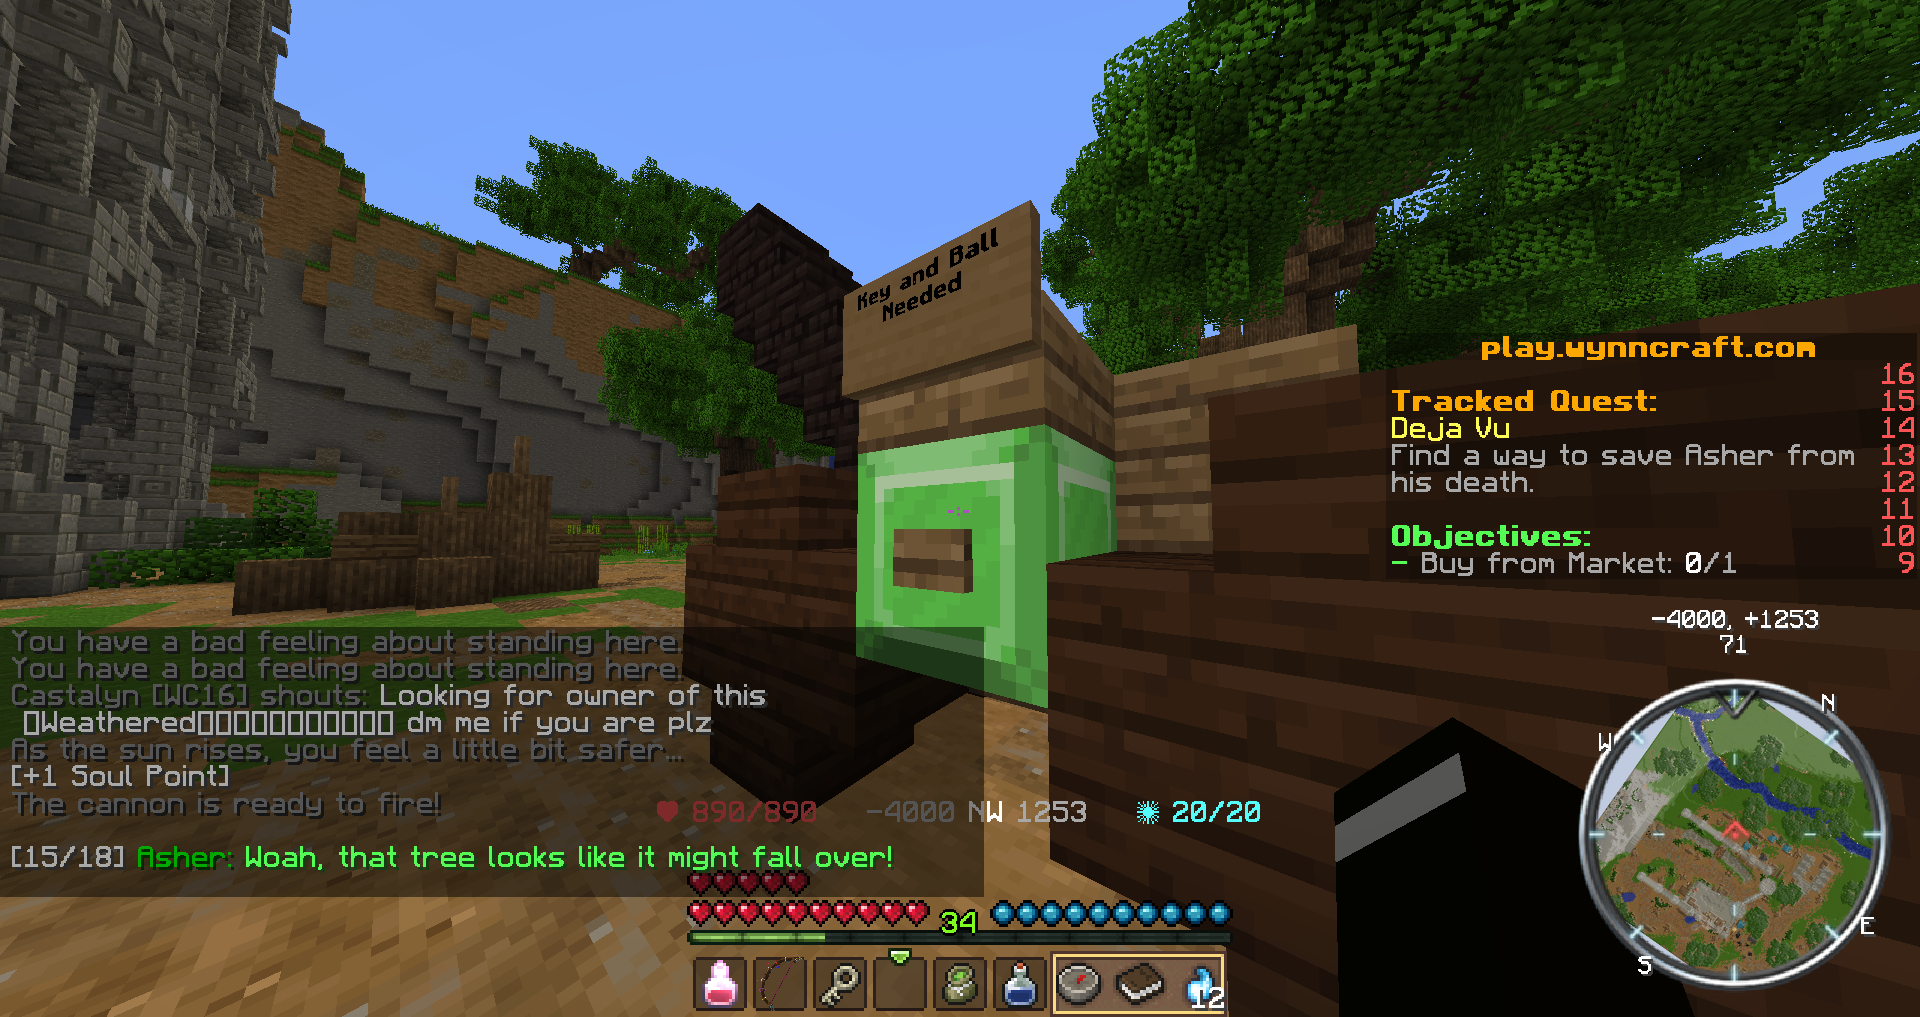 Key and Ball
Needed
play.wynncraft.com
16
Tracked Quest: 15
Deja Vu 14
Find a way to save Asher from 13
his death. 12
11
Objectives: 10
- Buy from Market: 0/1 9
-4000, +1253
71
N
W
E
S
You have a bad feeling about standing here.
You have a bad feeling about standing here.
Castalyn [WC16] shouts: Looking for owner of this
▯Weathered▯▯▯▯▯▯▯▯▯▯▯▯ dm me if you are plz
As the sun rises, you feel a little bit safer...
[+1 Soul Point]
The cannon is ready to fire!
890/890 -4000 NW 1253 20/20
[15/18] Asher: Woah, that tree looks like it might fall over!
34
12